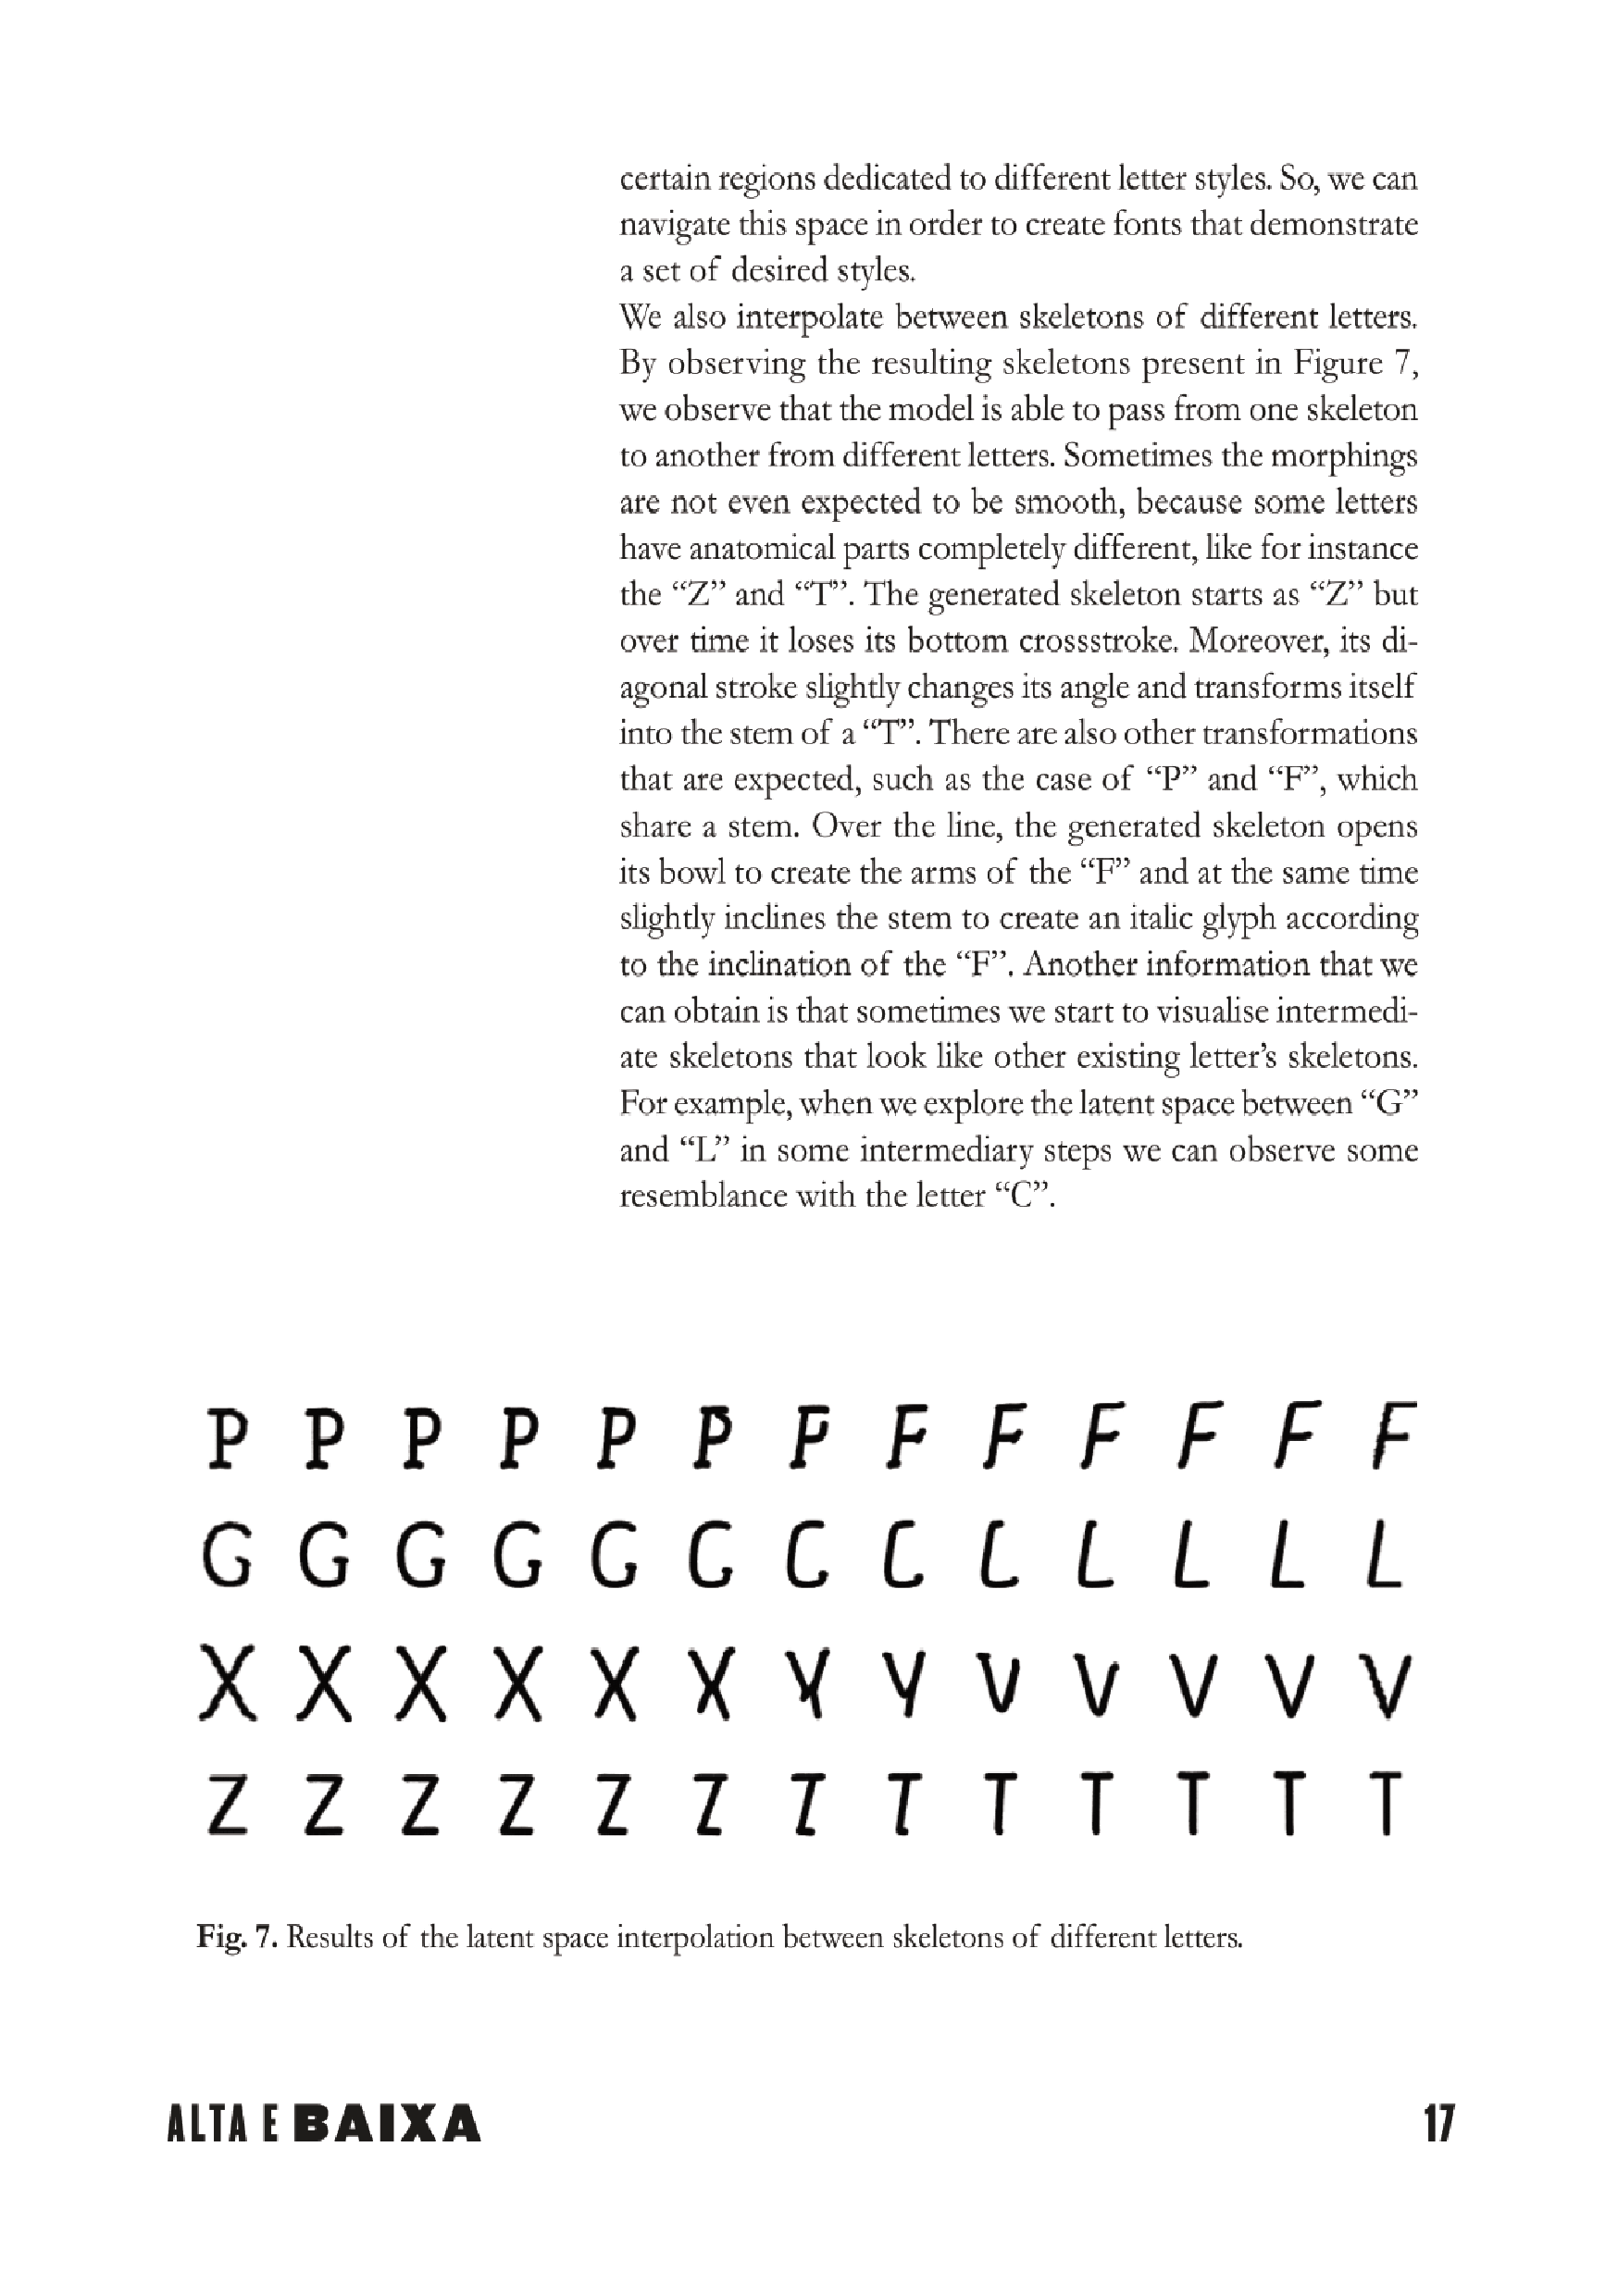 certain regions dedicated to different letter styles. So, we can
navigate this space in order to create fonts that demonstrate
a set of desired styles.
We also interpolate between skeletons of different letters.
By observing the resulting skeletons present in Figure 7,
we observe that the model is able to pass from one skeleton
to another from different letters. Sometimes the morphings
are not even expected to be smooth, because some letters
have anatomical parts completely different, like for instance
the “Z” and “T”. The generated skeleton starts as “Z” but
over time it loses its bottom crossstroke. Moreover, its di-
agonal stroke slightly changes its angle and transforms itself
into the stem of a “T”. There are also other transformations
that are expected, such as the case of “P” and “F”, which
share a stem. Over the line, the generated skeleton opens
its bowl to create the arms of the “F” and at the same time
slightly inclines the stem to create an italic glyph according
to the inclination of the “F”. Another information that we
can obtain is that sometimes we start to visualise intermedi-
ate skeletons that look like other existing letter’s skeletons.
For example, when we explore the latent space between “G”
and “L” in some intermediary steps we can observe some
resemblance with the letter “C”.
P P P P P P F F F F F F F
G G G G G C C C L L L L L
X X X X X X Y Y V V V V V
Z Z Z Z Z Z I T T T T T T
Fig. 7. Results of the latent space interpolation between skeletons of different letters.
ALTA E BAIXA
17